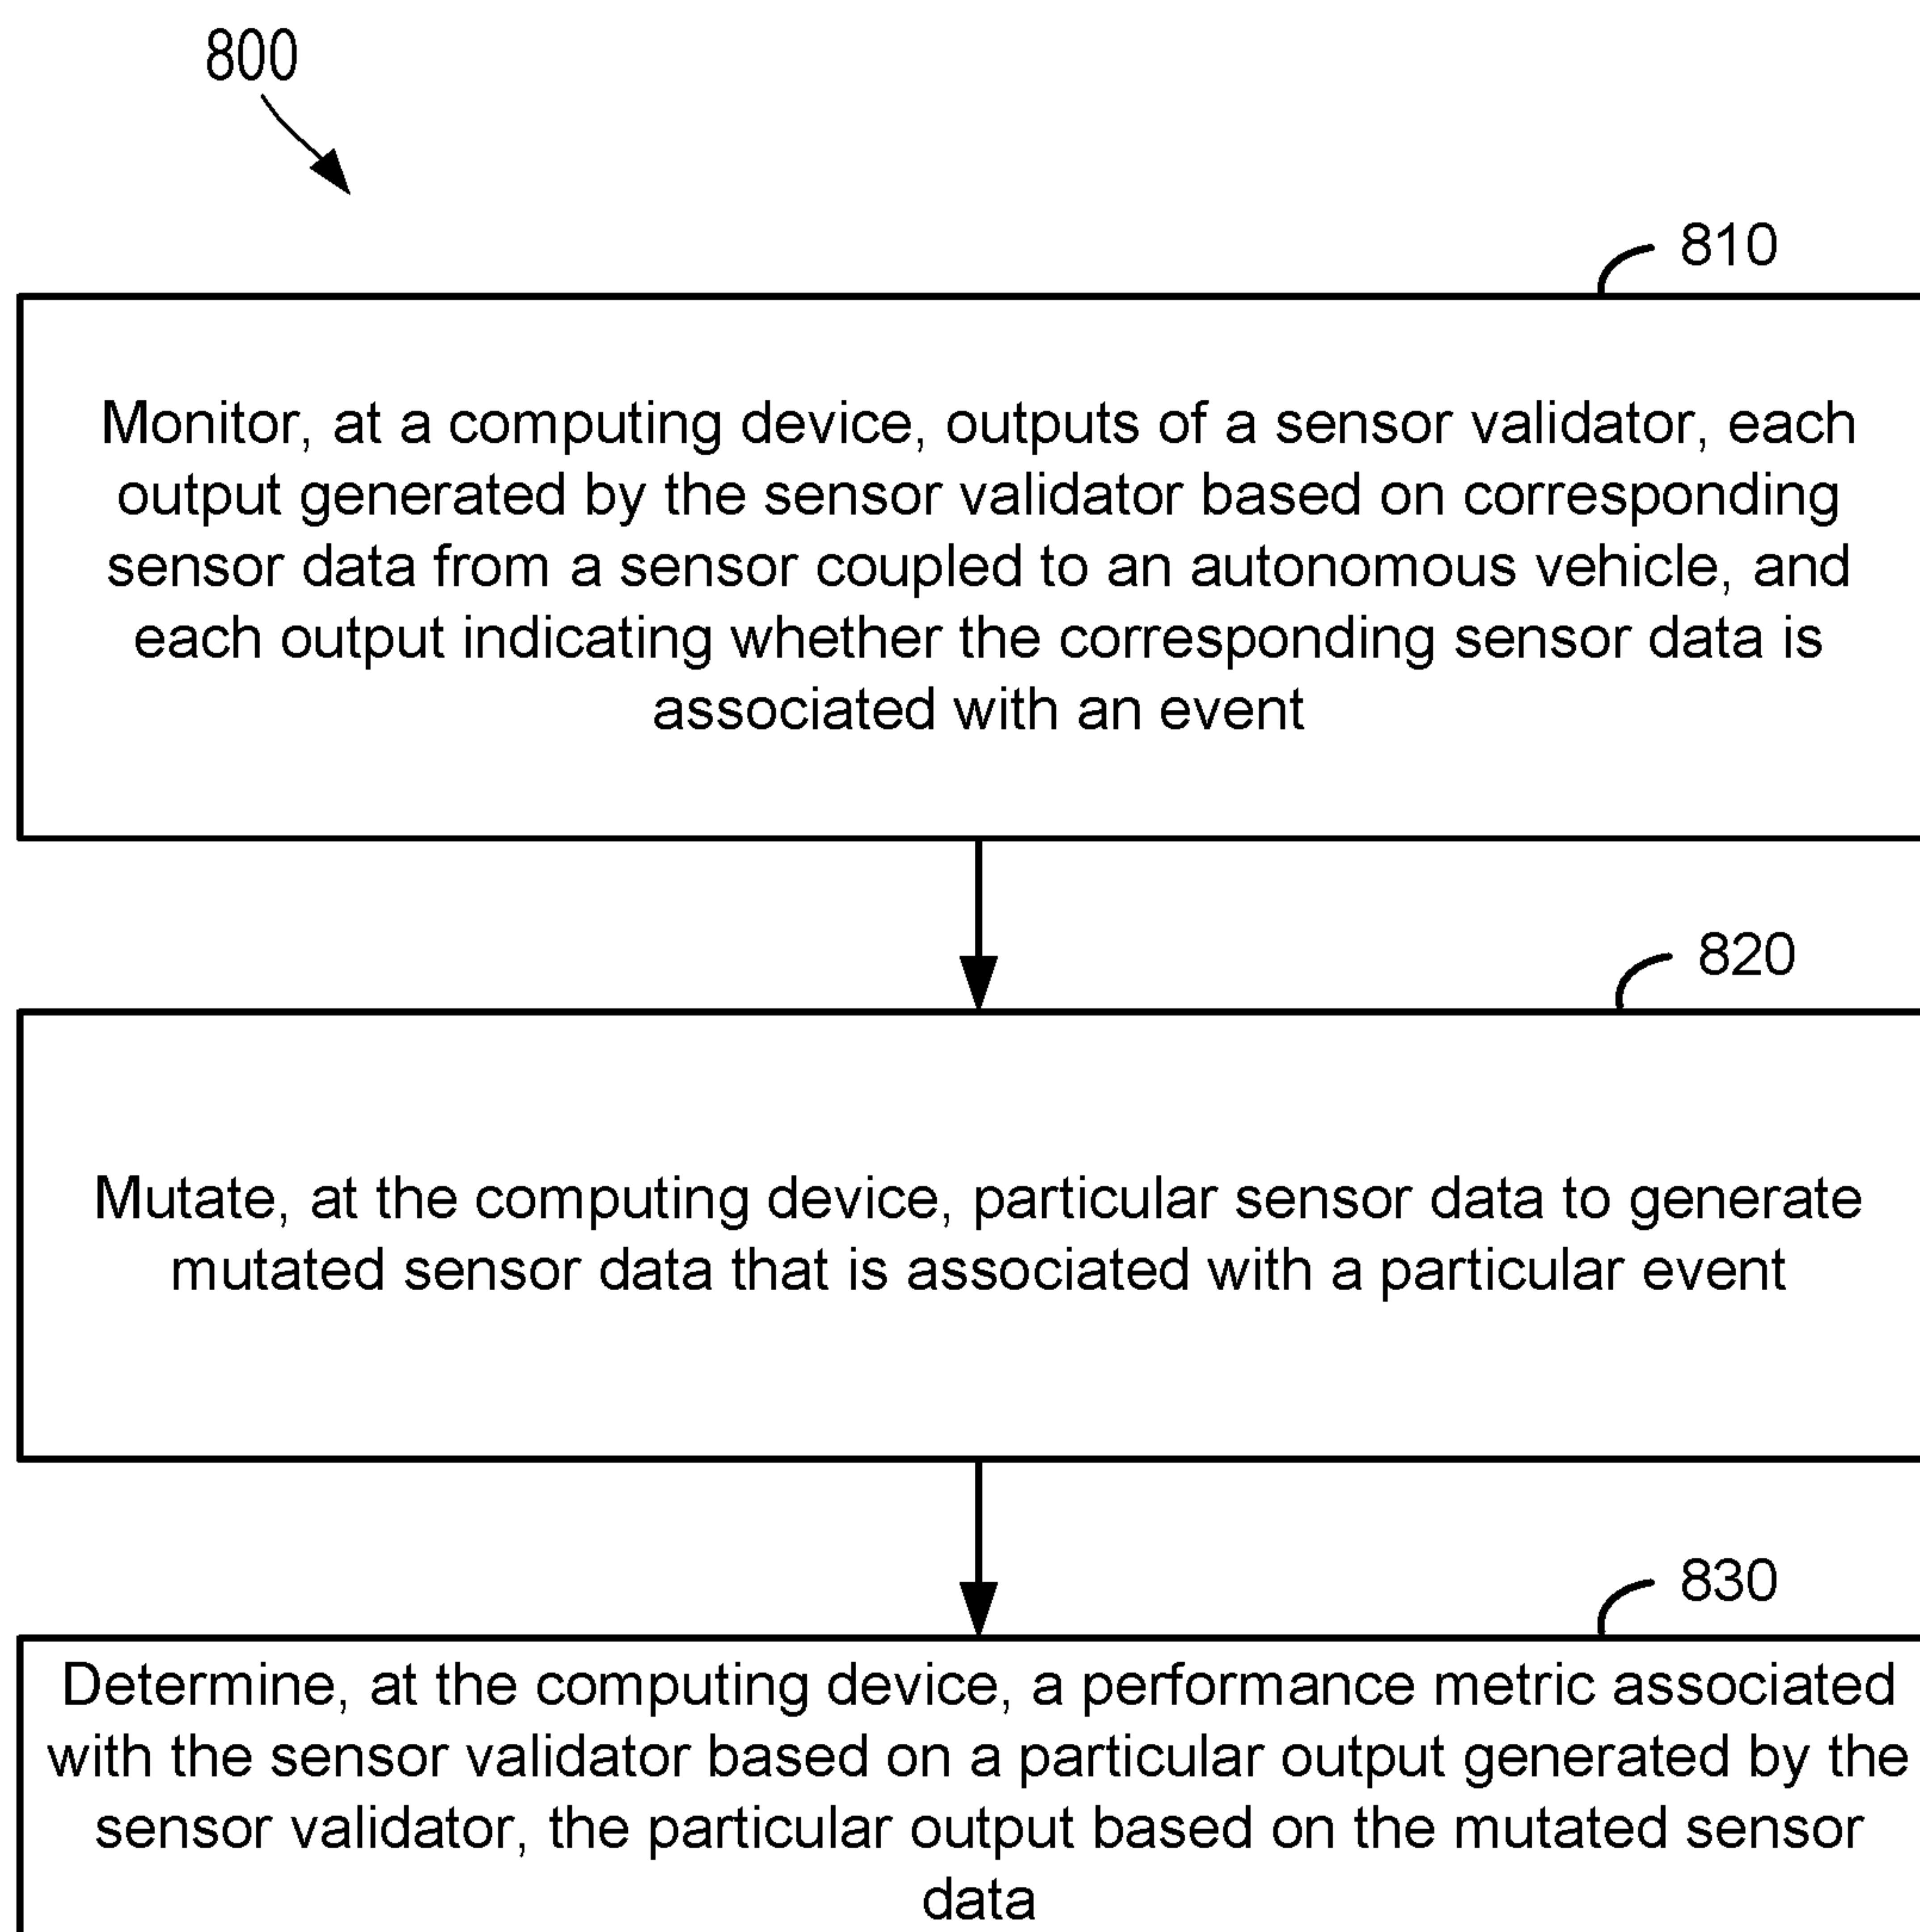 800
810
Monitor, at a computing device, outputs of a sensor validator, each
output generated by the sensor validator based on corresponding
sensor data from a sensor coupled to an autonomous vehicle, and
each output indicating whether the corresponding sensor data is
associated with an event
820
Mutate, at the computing device, particular sensor data to generate
mutated sensor data that is associated with a particular event
830
Determine, at the computing device, a performance metric associated
with the sensor validator based on a particular output generated by the
sensor validator, the particular output based on the mutated sensor
data